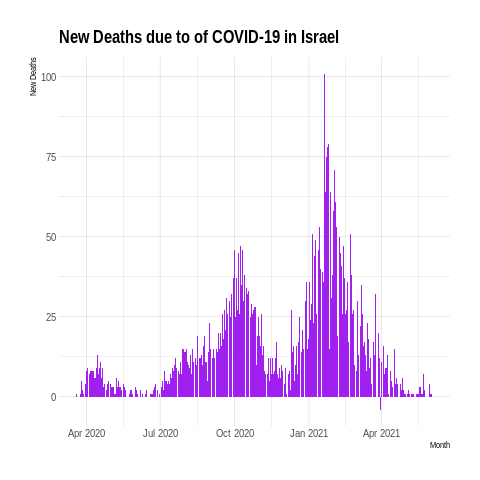 New Deaths due to of COVID-19 in Israel
New Deaths
100
75
50
25
0
Apr 2020 Jul 2020 Oct 2020 Jan 2021 Apr 2021
Month